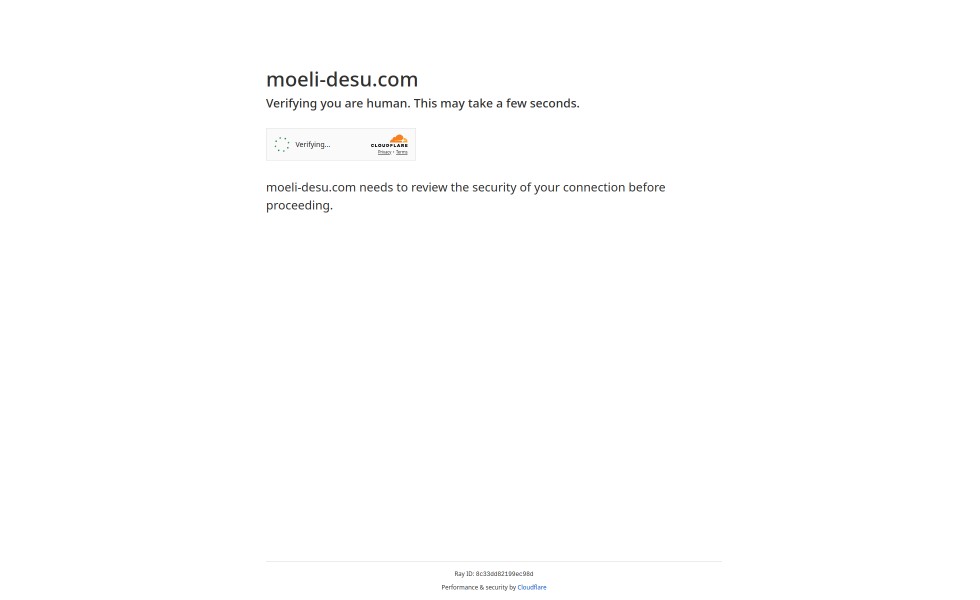 moeli-desu.com
Verifying you are human. This may take a few seconds.
Verifying...
CLOUDFLARE
Privacy • Terms
moeli-desu.com needs to review the security of your connection before
proceeding.
Ray ID: 8c33dd82199ec98d
Performance & security by Cloudflare